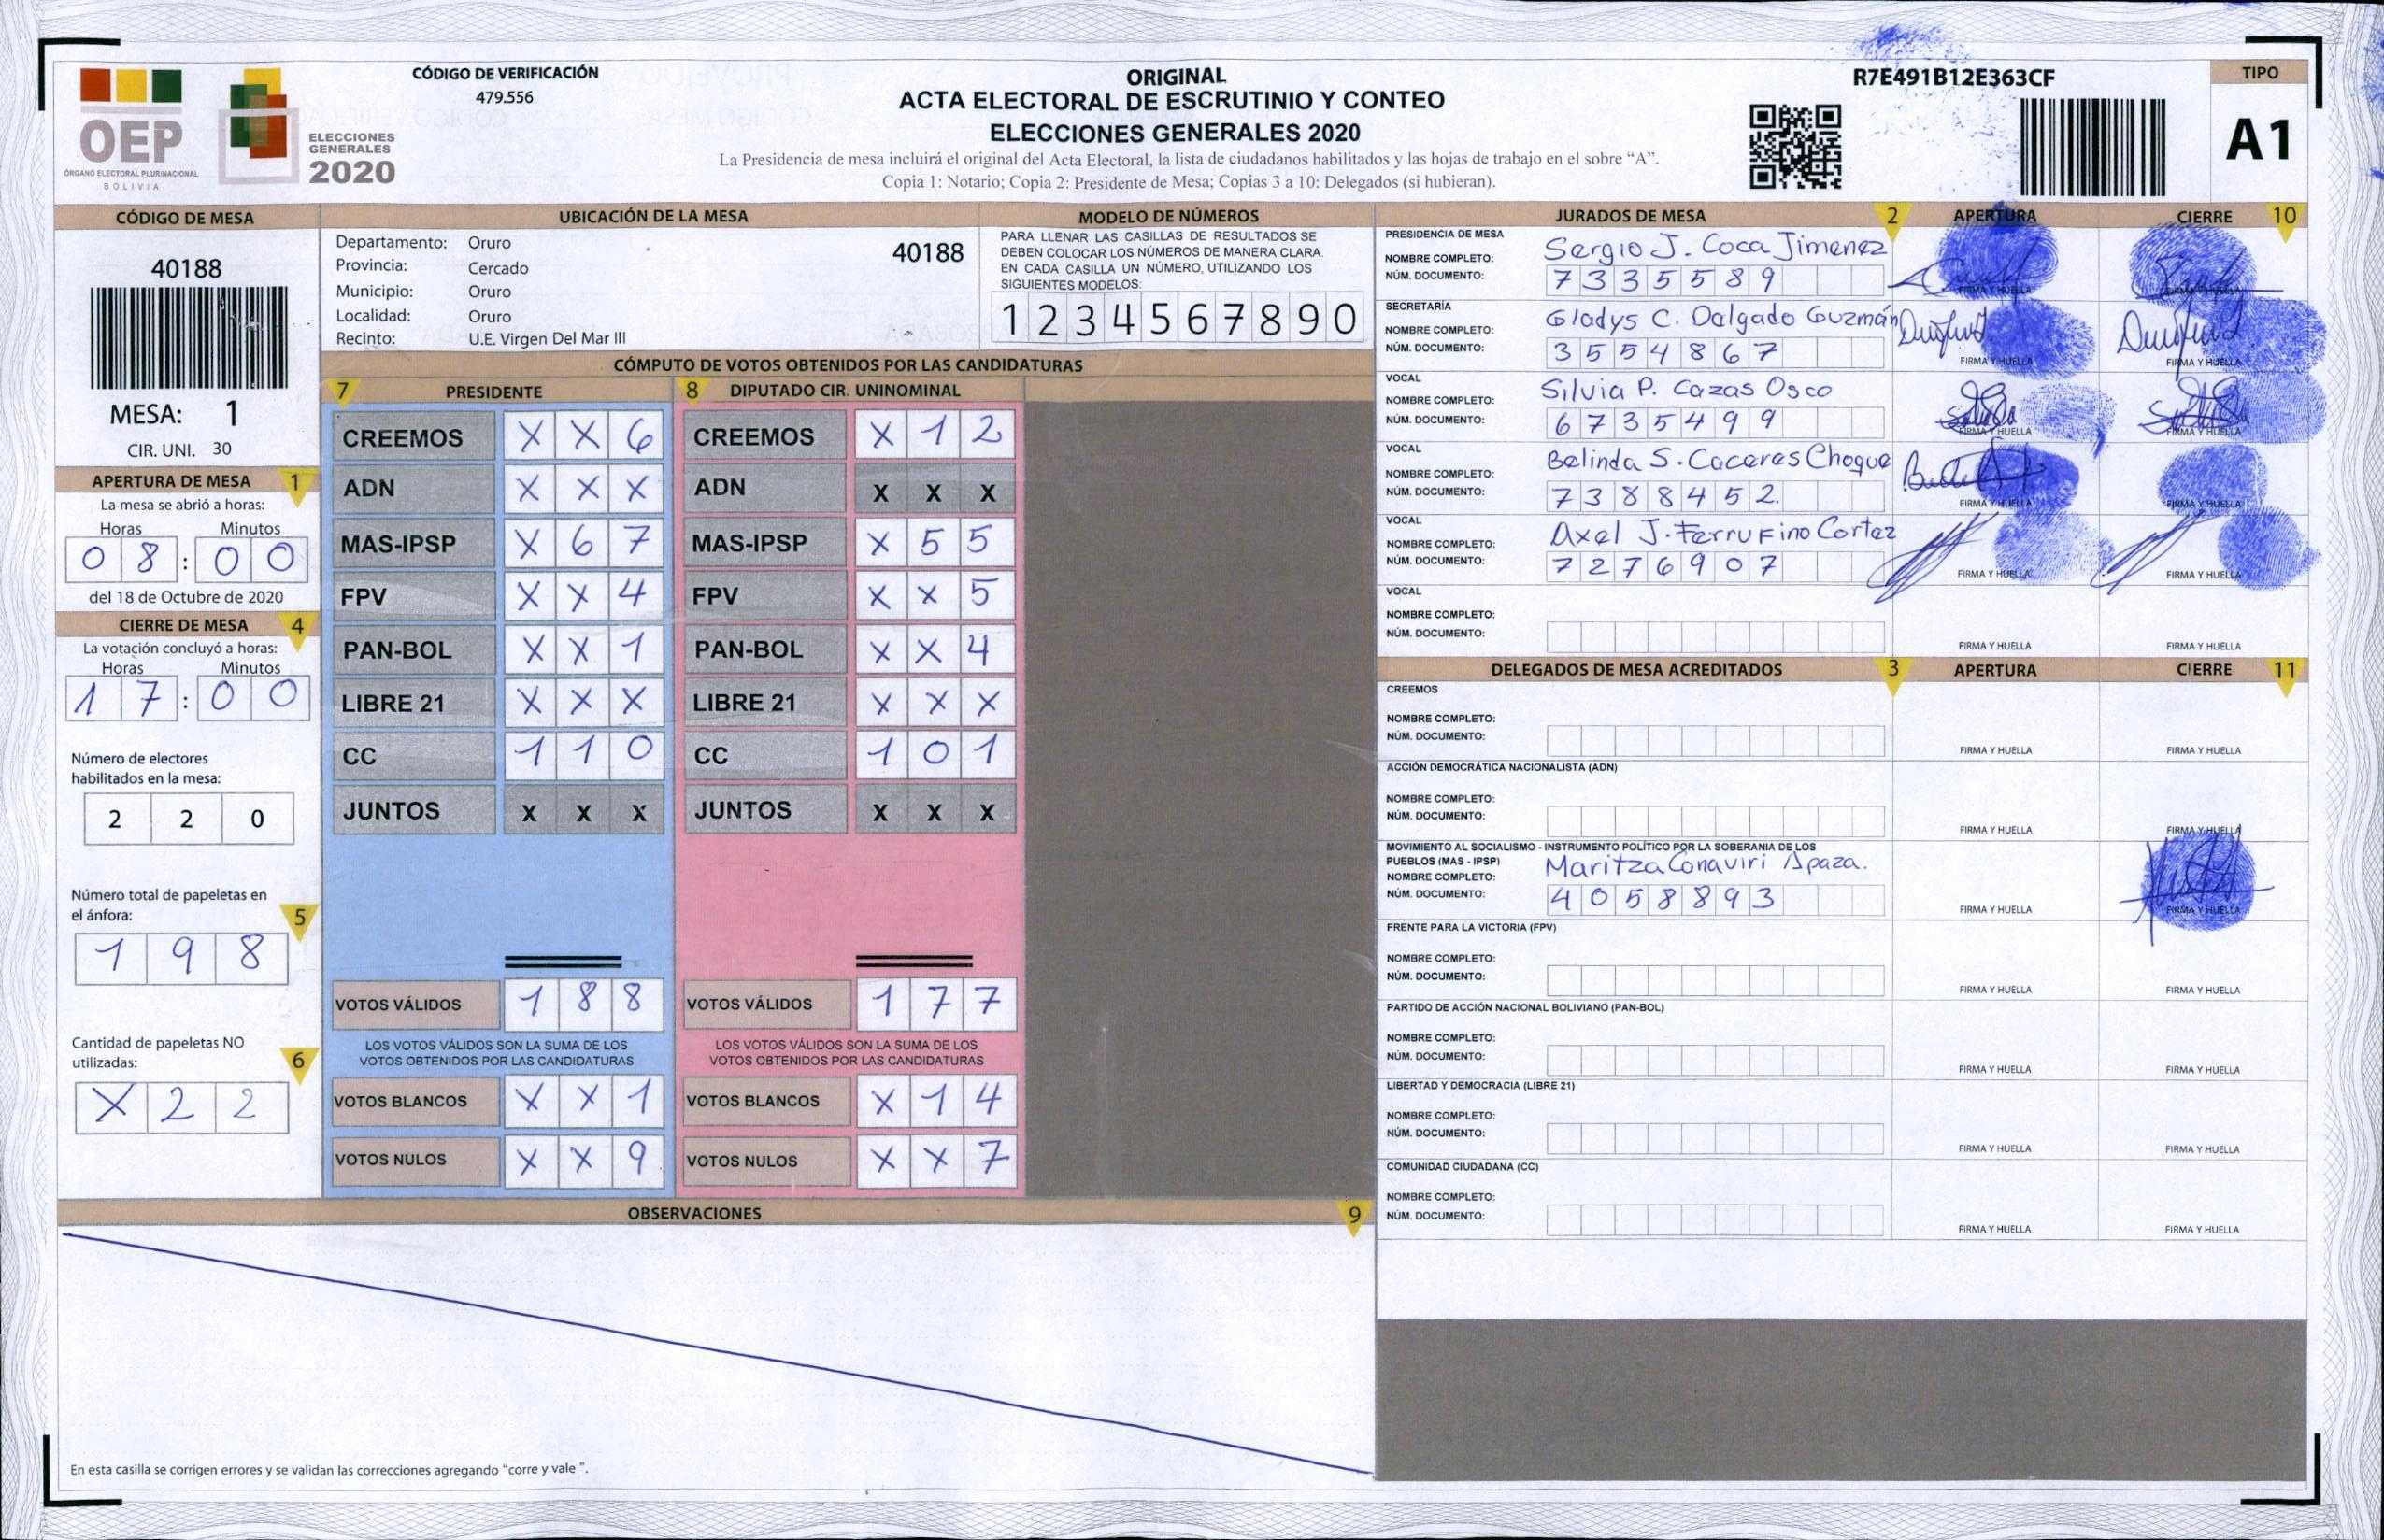 CÓDIGO DE VERIFICACIÓN
479.556
OEP
ÓRGANO ELECTORAL PLURINACIONAL
BOLIVIA
ELECCIONES
GENERALES
2020
ORIGINAL
ACTA ELECTORAL DE ESCRUTINIO Y CONTEO
ELECCIONES GENERALES 2020
La Presidencia de mesa incluirá el original del Acta Electoral, la lista de ciudadanos habilitados y las hojas de trabajo en el sobre “A”.
Copia 1: Notario; Copia 2: Presidente de Mesa; Copias 3 a 10: Delegados (si hubieran).
R7E491B12E363CF
TIPO
A1
CÓDIGO DE MESA
40188
MESA: 1
CIR. UNI. 30
APERTURA DE MESA 1
La mesa se abrió a horas:
Horas Minutos
0 8 : 0 0
del 18 de Octubre de 2020
CIERRE DE MESA 4
La votación concluyó a horas:
Horas Minutos
1 7 : 0 0
Número de electores
habilitados en la mesa:
2 2 0
Número total de papeletas en
el ánfora: 5
1 9 8
Cantidad de papeletas NO
utilizadas: 6
X 2 2
UBICACIÓN DE LA MESA
Departamento: Oruro 40188
Provincia: Cercado
Municipio: Oruro
Localidad: Oruro
Recinto: U.E. Virgen Del Mar III
MODELO DE NÚMEROS
PARA LLENAR LAS CASILLAS DE RESULTADOS SE
DEBEN COLOCAR LOS NÚMEROS DE MANERA CLARA.
EN CADA CASILLA UN NÚMERO, UTILIZANDO LOS
SIGUIENTES MODELOS:
1 2 3 4 5 6 7 8 9 0
CÓMPUTO DE VOTOS OBTENIDOS POR LAS CANDIDATURAS
7 PRESIDENTE
CREEMOS X X 6
ADN X X X
MAS-IPSP X 6 7
FPV X X 4
PAN-BOL X X 1
LIBRE 21 X X X
CC 1 1 0
JUNTOS X X X
VOTOS VÁLIDOS 1 8 8
LOS VOTOS VÁLIDOS SON LA SUMA DE LOS
VOTOS OBTENIDOS POR LAS CANDIDATURAS
VOTOS BLANCOS X X 1
VOTOS NULOS X X 9
8 DIPUTADO CIR. UNINOMINAL
CREEMOS X 1 2
ADN X X X
MAS-IPSP X 5 5
FPV X X 5
PAN-BOL X X 4
LIBRE 21 X X X
CC 1 0 1
JUNTOS X X X
VOTOS VÁLIDOS 1 7 7
LOS VOTOS VÁLIDOS SON LA SUMA DE LOS
VOTOS OBTENIDOS POR LAS CANDIDATURAS
VOTOS BLANCOS X 1 4
VOTOS NULOS X X 7
OBSERVACIONES 9
En esta casilla se corrigen errores y se validan las correcciones agregando “corre y vale ”.
JURADOS DE MESA 2 APERTURA CIERRE 10
PRESIDENCIA DE MESA
NOMBRE COMPLETO: Sergio J. Coca Jimenez
NÚM. DOCUMENTO: 7 3 3 5 5 8 9
FIRMA Y HUELLA FIRMA Y HUELLA
SECRETARÍA
NOMBRE COMPLETO: Gladys C. Dalgado Guzmán
NÚM. DOCUMENTO: 3 5 5 4 8 6 7
FIRMA Y HUELLA FIRMA Y HUELLA
VOCAL
NOMBRE COMPLETO: Silvia P. Cazas Osco
NÚM. DOCUMENTO: 6 7 3 5 4 9 9
FIRMA Y HUELLA FIRMA Y HUELLA
VOCAL
NOMBRE COMPLETO: Belinda S. Caceres Choque
NÚM. DOCUMENTO: 7 3 8 8 4 5 2.
FIRMA Y HUELLA FIRMA Y HUELLA
VOCAL
NOMBRE COMPLETO: Axel J. Ferrufino Cortez
NÚM. DOCUMENTO: 7 2 7 6 9 0 7
FIRMA Y HUELLA FIRMA Y HUELLA
VOCAL
NOMBRE COMPLETO:
NÚM. DOCUMENTO:
FIRMA Y HUELLA FIRMA Y HUELLA
DELEGADOS DE MESA ACREDITADOS 3 APERTURA CIERRE 11
CREEMOS
NOMBRE COMPLETO:
NÚM. DOCUMENTO:
FIRMA Y HUELLA FIRMA Y HUELLA
ACCIÓN DEMOCRÁTICA NACIONALISTA (ADN)
NOMBRE COMPLETO:
NÚM. DOCUMENTO:
FIRMA Y HUELLA FIRMA Y HUELLA
MOVIMIENTO AL SOCIALISMO - INSTRUMENTO POLÍTICO POR LA SOBERANIA DE LOS
PUEBLOS (MAS - IPSP)
NOMBRE COMPLETO: Maritza Conaviri Apaza.
NÚM. DOCUMENTO: 4 0 5 8 8 9 3
FIRMA Y HUELLA FIRMA Y HUELLA
FRENTE PARA LA VICTORIA (FPV)
NOMBRE COMPLETO:
NÚM. DOCUMENTO:
FIRMA Y HUELLA FIRMA Y HUELLA
PARTIDO DE ACCIÓN NACIONAL BOLIVIANO (PAN-BOL)
NOMBRE COMPLETO:
NÚM. DOCUMENTO:
FIRMA Y HUELLA FIRMA Y HUELLA
LIBERTAD Y DEMOCRACIA (LIBRE 21)
NOMBRE COMPLETO:
NÚM. DOCUMENTO:
FIRMA Y HUELLA FIRMA Y HUELLA
COMUNIDAD CIUDADANA (CC)
NOMBRE COMPLETO:
NÚM. DOCUMENTO:
FIRMA Y HUELLA FIRMA Y HUELLA